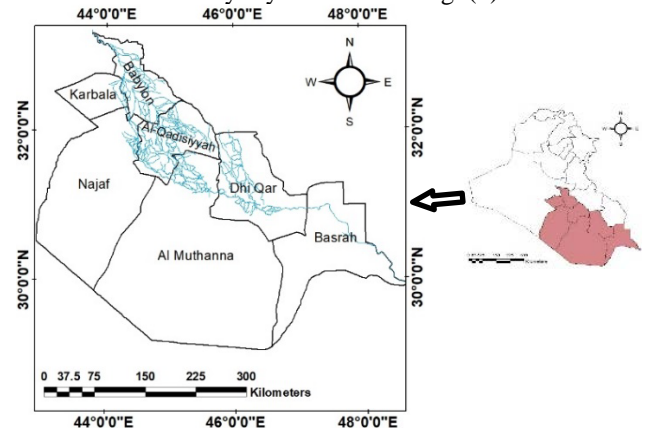 44°0'0"E 46°0'0"E 48°0'0"E
N
W E
S
Karbala
Babylon
Al-Qadisiyyah
32°0'0"N
32°0'0"N
Najaf
Dhi Qar
Basrah
Al Muthanna
30°0'0"N
30°0'0"N
0 37.5 75 150 225 300
Kilometers
44°0'0"E 46°0'0"E 48°0'0"E
Kilometers